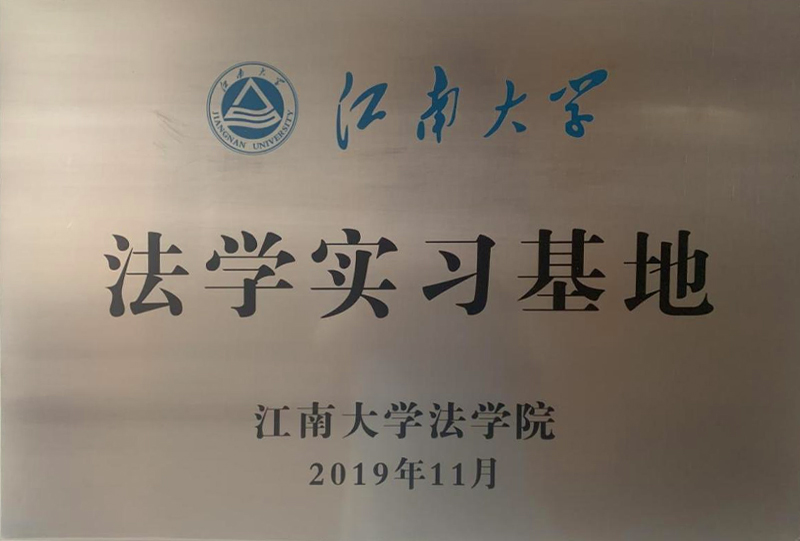 江南大学
JIANGNAN UNIVERSITY
江南大学
法学实习基地
江南大学法学院
2019年11月